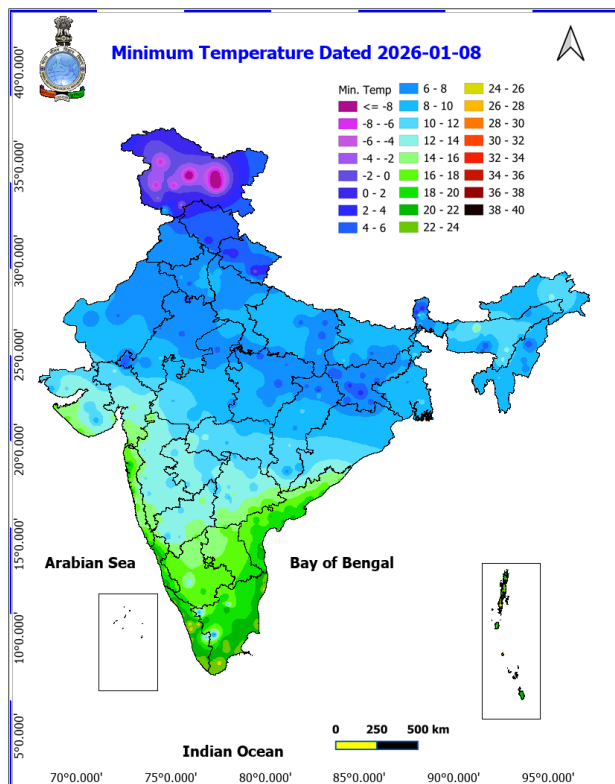 Minimum Temperature Dated 2026-01-08
Min. Temp
<= -8
-8 - -6
-6 - -4
-4 - -2
-2 - 0
0 - 2
2 - 4
4 - 6
6 - 8
8 - 10
10 - 12
12 - 14
14 - 16
16 - 18
18 - 20
20 - 22
22 - 24
24 - 26
26 - 28
28 - 30
30 - 32
32 - 34
34 - 36
36 - 38
38 - 40
40°0.000'
35°0.000'
30°0.000'
25°0.000'
20°0.000'
15°0.000'
10°0.000'
5°0.000'
Arabian Sea
Bay of Bengal
0 250 500 km
Indian Ocean
70°0.000' 75°0.000' 80°0.000' 85°0.000' 90°0.000' 95°0.000'